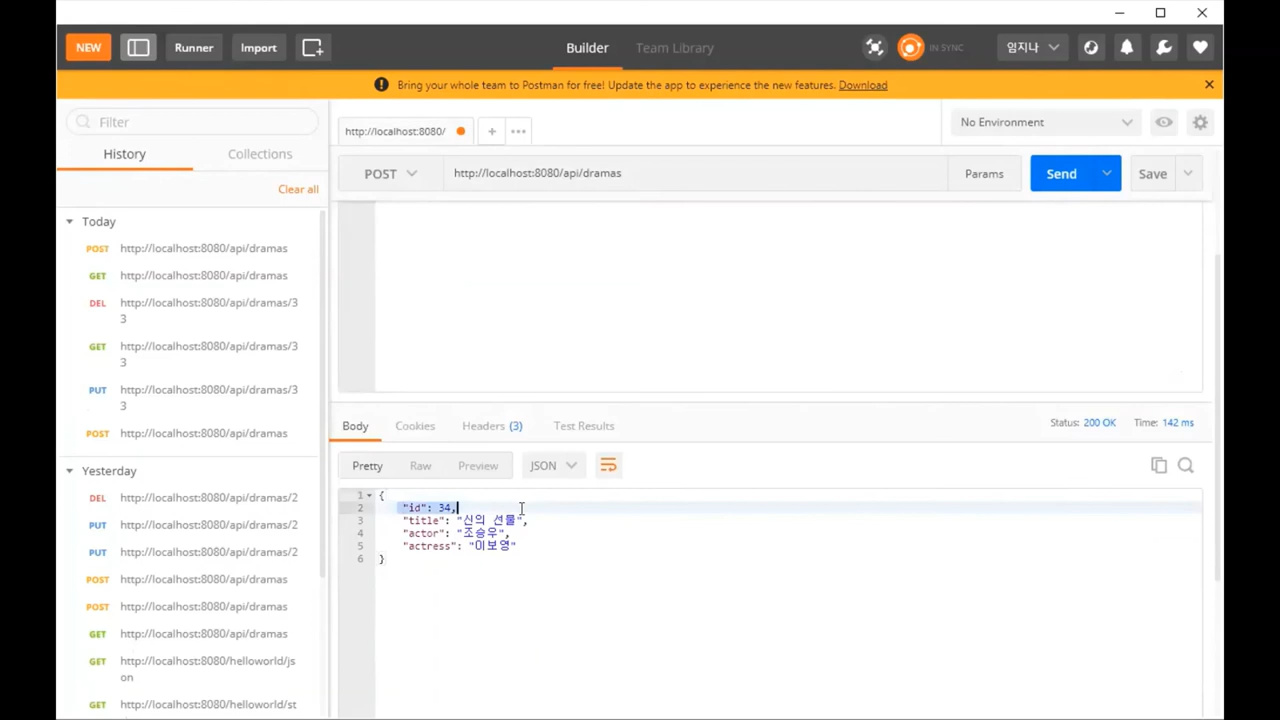 NEW
Runner
Import
Builder
Team Library
IN SYNC
임지나
Bring your whole team to Postman for free! Update the app to experience the new features. Download
Filter
History
Collections
Clear all
Today
POST http://localhost:8080/api/dramas
GET http://localhost:8080/api/dramas
DEL http://localhost:8080/api/dramas/3
3
GET http://localhost:8080/api/dramas/3
3
PUT http://localhost:8080/api/dramas/3
3
POST http://localhost:8080/api/dramas
Yesterday
DEL http://localhost:8080/api/dramas/2
PUT http://localhost:8080/api/dramas/2
PUT http://localhost:8080/api/dramas/2
POST http://localhost:8080/api/dramas
POST http://localhost:8080/api/dramas
GET http://localhost:8080/api/dramas
GET http://localhost:8080/helloworld/js
on
GET http://localhost:8080/helloworld/st
http://localhost:8080/
No Environment
POST
http://localhost:8080/api/dramas
Params
Send
Save
Body
Cookies
Headers (3)
Test Results
Status: 200 OK
Time: 142 ms
Pretty
Raw
Preview
JSON
1 {
2 "id": 34,
3 "title": "신의 선물",
4 "actor": "조승우",
5 "actress": "이보영"
6 }